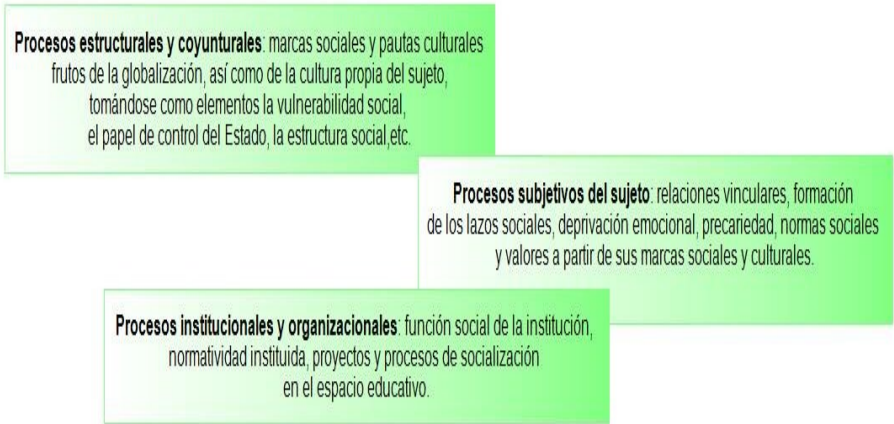 Procesos estructurales y coyunturales: marcas sociales y pautas culturales
frutos de la globalización, así como de la cultura propia del sujeto,
tomándose como elementos la vulnerabilidad social,
el papel de control del Estado, la estructura social,etc.
Procesos subjetivos del sujeto: relaciones vinculares, formación
de los lazos sociales, deprivación emocional, precariedad, normas sociales
y valores a partir de sus marcas sociales y culturales.
Procesos institucionales y organizacionales: función social de la institución,
normatividad instituida, proyectos y procesos de socialización
en el espacio educativo.